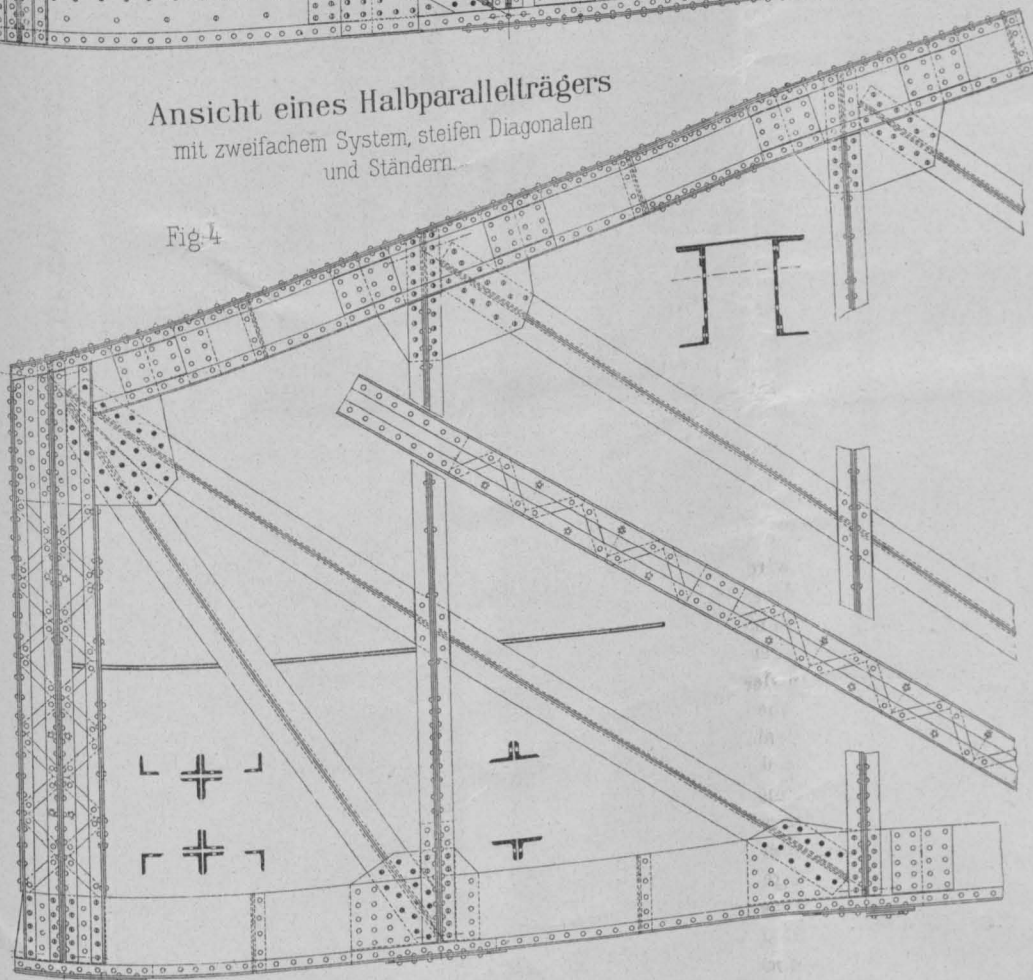 Ansicht eines Halbparallelträgers
mit zweifachem System, steifen Diagonalen
und Ständern.
Fig. 4